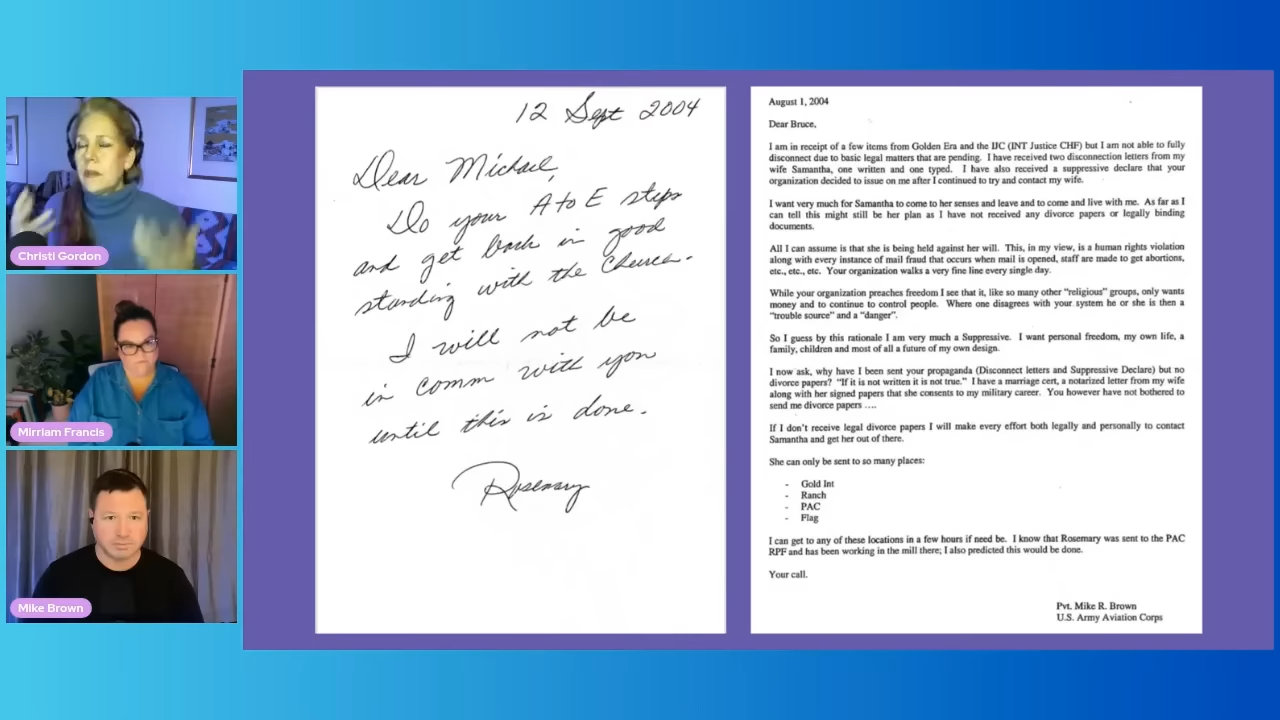 Christi Gordon
Mirriam Francis
Mike Brown
12 Sept 2004
Dear Michael,
Do your A to E steps
and get back in good
standing with the Church.
I will not be
in comm with you
until this is done.
Rosemary
August 1, 2004
Dear Bruce,
I am in receipt of a few items from Golden Era and the IJC (INT Justice CHF) but I am not able to fully
disconnect due to basic legal matters that are pending. I have received two disconnection letters from my
wife Samantha, one written and one typed. I have also received a suppressive declare that your
organization decided to issue on me after I continued to try and contact my wife.
I want very much for Samantha to come to her senses and leave and to come and live with me. As far as I
can tell this might still be her plan as I have not received any divorce papers or legally binding
documents.
All I can assume is that she is being held against her will. This, in my view, is a human rights violation
along with every instance of mail fraud that occurs when mail is opened, staff are made to get abortions,
etc., etc., etc. Your organization walks a very fine line every single day.
While your organization preaches freedom I see that it, like so many other "religious" groups, only wants
money and to continue to control people. Where one disagrees with your system he or she is then a
"trouble source" and a "danger".
So I guess by this rationale I am very much a Suppressive. I want personal freedom, my own life, a
family, children and most of all a future of my own design.
I now ask, why have I been sent your propaganda (Disconnect letters and Suppressive Declare) but no
divorce papers? "If it is not written it is not true." I have a marriage cert, a notarized letter from my wife
along with her signed papers that she consents to my military career. You however have not bothered to
send me divorce papers ....
If I don't receive legal divorce papers I will make every effort both legally and personally to contact
Samantha and get her out of there.
She can only be sent to so many places:
- Gold Int
- Ranch
- PAC
- Flag
I can get to any of these locations in a few hours if need be. I know that Rosemary was sent to the PAC
RPF and has been working in the mill there; I also predicted this would be done.
Your call.
Pvt. Mike R. Brown
U.S. Army Aviation Corps